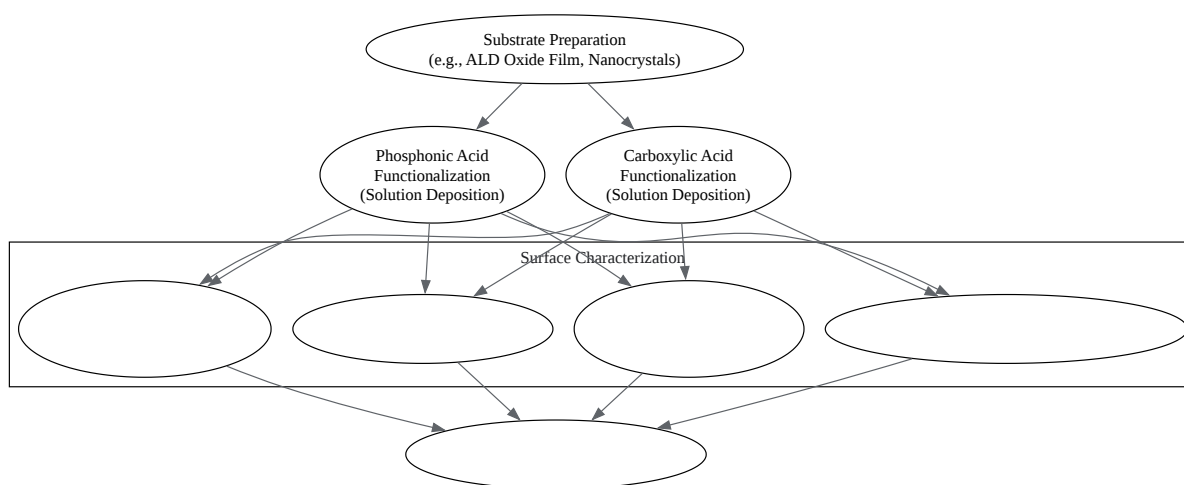 Substrate Preparation
(e.g., ALD Oxide Film, Nanocrystals)
Phosphonic Acid
Functionalization
(Solution Deposition)
Carboxylic Acid
Functionalization
(Solution Deposition)
Surface Characterization